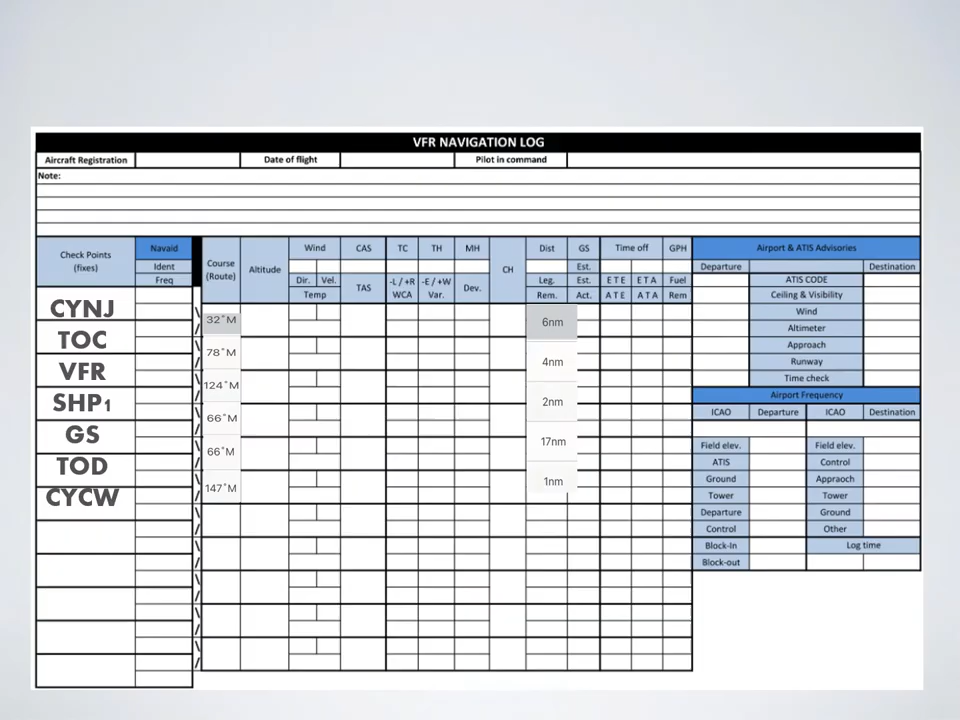 VFR NAVIGATION LOG
Aircraft Registration Date of flight Pilot in command
Note:
Check Points
(fixes)
Navaid
Ident
Freq
Course
(Route)
Altitude
Wind
Dir. Vel.
Temp
CAS
TAS
TC
-L / +R
WCA
TH
-E / +W
Var.
MH
Dev.
CH
Dist
Leg.
Rem.
GS
Est.
Est.
Act.
Time off
E T E E T A
A T E A T A
GPH
Fuel
Rem
Airport & ATIS Advisories
Departure Destination
ATIS CODE
Ceiling & Visibility
Wind
Altimeter
Approach
Runway
Time check
Airport Frequency
ICAO Departure ICAO Destination
Field elev. Field elev.
ATIS Control
Ground Appraoch
Tower Tower
Departure Ground
Control Other
Block-In Log time
Block-out
CYNJ
TOC
VFR
SHP1
GS
TOD
CYCW
32°M
78°M
124°M
66°M
66°M
147°M
6nm
4nm
2nm
17nm
1nm